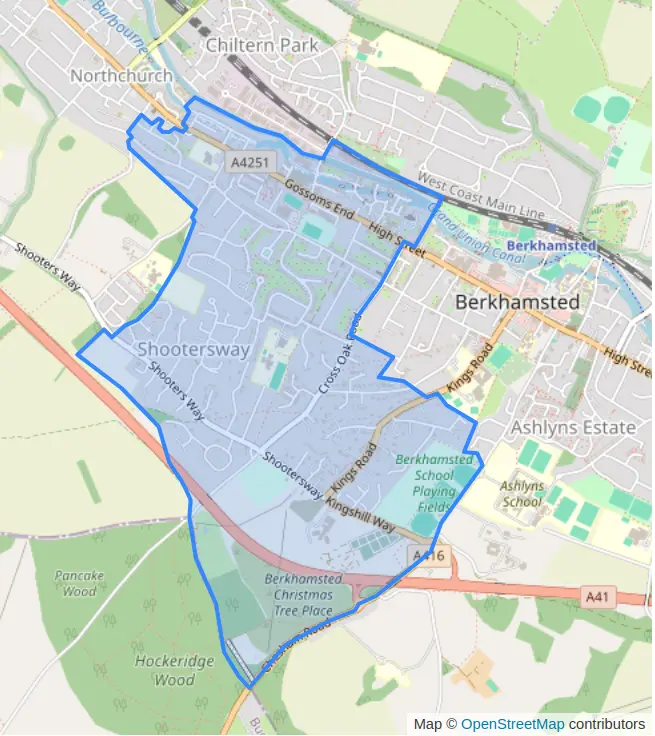 Bulbourne
Chiltern Park
Northchurch
A4251
West Coast Main Line
Gossoms End
High Street
Grand Union Canal
Berkhamsted
Shooters Way
Berkhamsted
Shootersway
Cross Oak Road
Kings Road
High Stree
Shooters Way
Ashlyns Estate
Shootersway
Kings Road
Berkhamsted
School
Playing
Fields
Ashlyns
School
Kingshill Way
A416
Pancake
Wood
Berkhamsted
Christmas
Tree Place
A41
Chesham Road
Hockeridge
Wood
Bu
Map © OpenStreetMap contributors